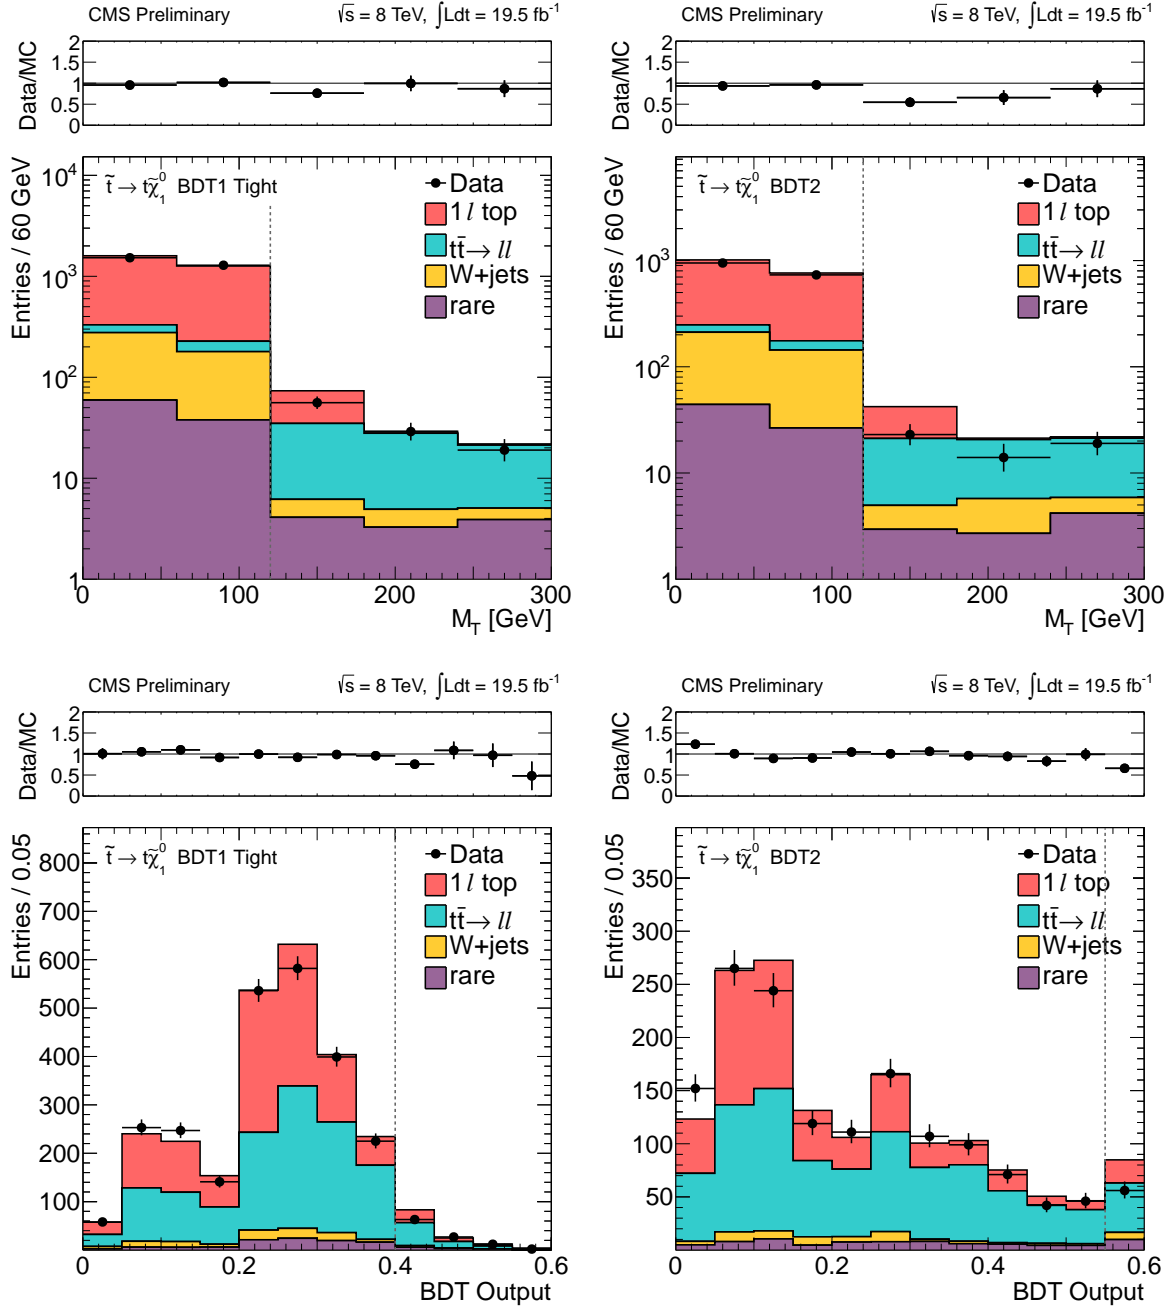 CMS Preliminary √s = 8 TeV, ∫Ldt = 19.5 fb⁻¹
Data/MC
2
1.5
1
0.5
0
Entries / 60 GeV
t̃ → tχ̃₁⁰ BDT1 Tight
Data
1 l top
tt̄ → ll
W+jets
rare
10⁴
10³
10²
10
1
0 100 200 300
M_T [GeV]
CMS Preliminary √s = 8 TeV, ∫Ldt = 19.5 fb⁻¹
Data/MC
2
1.5
1
0.5
0
Entries / 60 GeV
t̃ → tχ̃₁⁰ BDT2
Data
1 l top
tt̄ → ll
W+jets
rare
10³
10²
10
1
0 100 200 300
M_T [GeV]
CMS Preliminary √s = 8 TeV, ∫Ldt = 19.5 fb⁻¹
Data/MC
2
1.5
1
0.5
0
Entries / 0.05
t̃ → tχ̃₁⁰ BDT1 Tight
Data
1 l top
tt̄ → ll
W+jets
rare
800
700
600
500
400
300
200
100
0 0.2 0.4 0.6
BDT Output
CMS Preliminary √s = 8 TeV, ∫Ldt = 19.5 fb⁻¹
Data/MC
2
1.5
1
0.5
0
Entries / 0.05
t̃ → tχ̃₁⁰ BDT2
Data
1 l top
tt̄ → ll
W+jets
rare
350
300
250
200
150
100
50
0 0.2 0.4 0.6
BDT Output